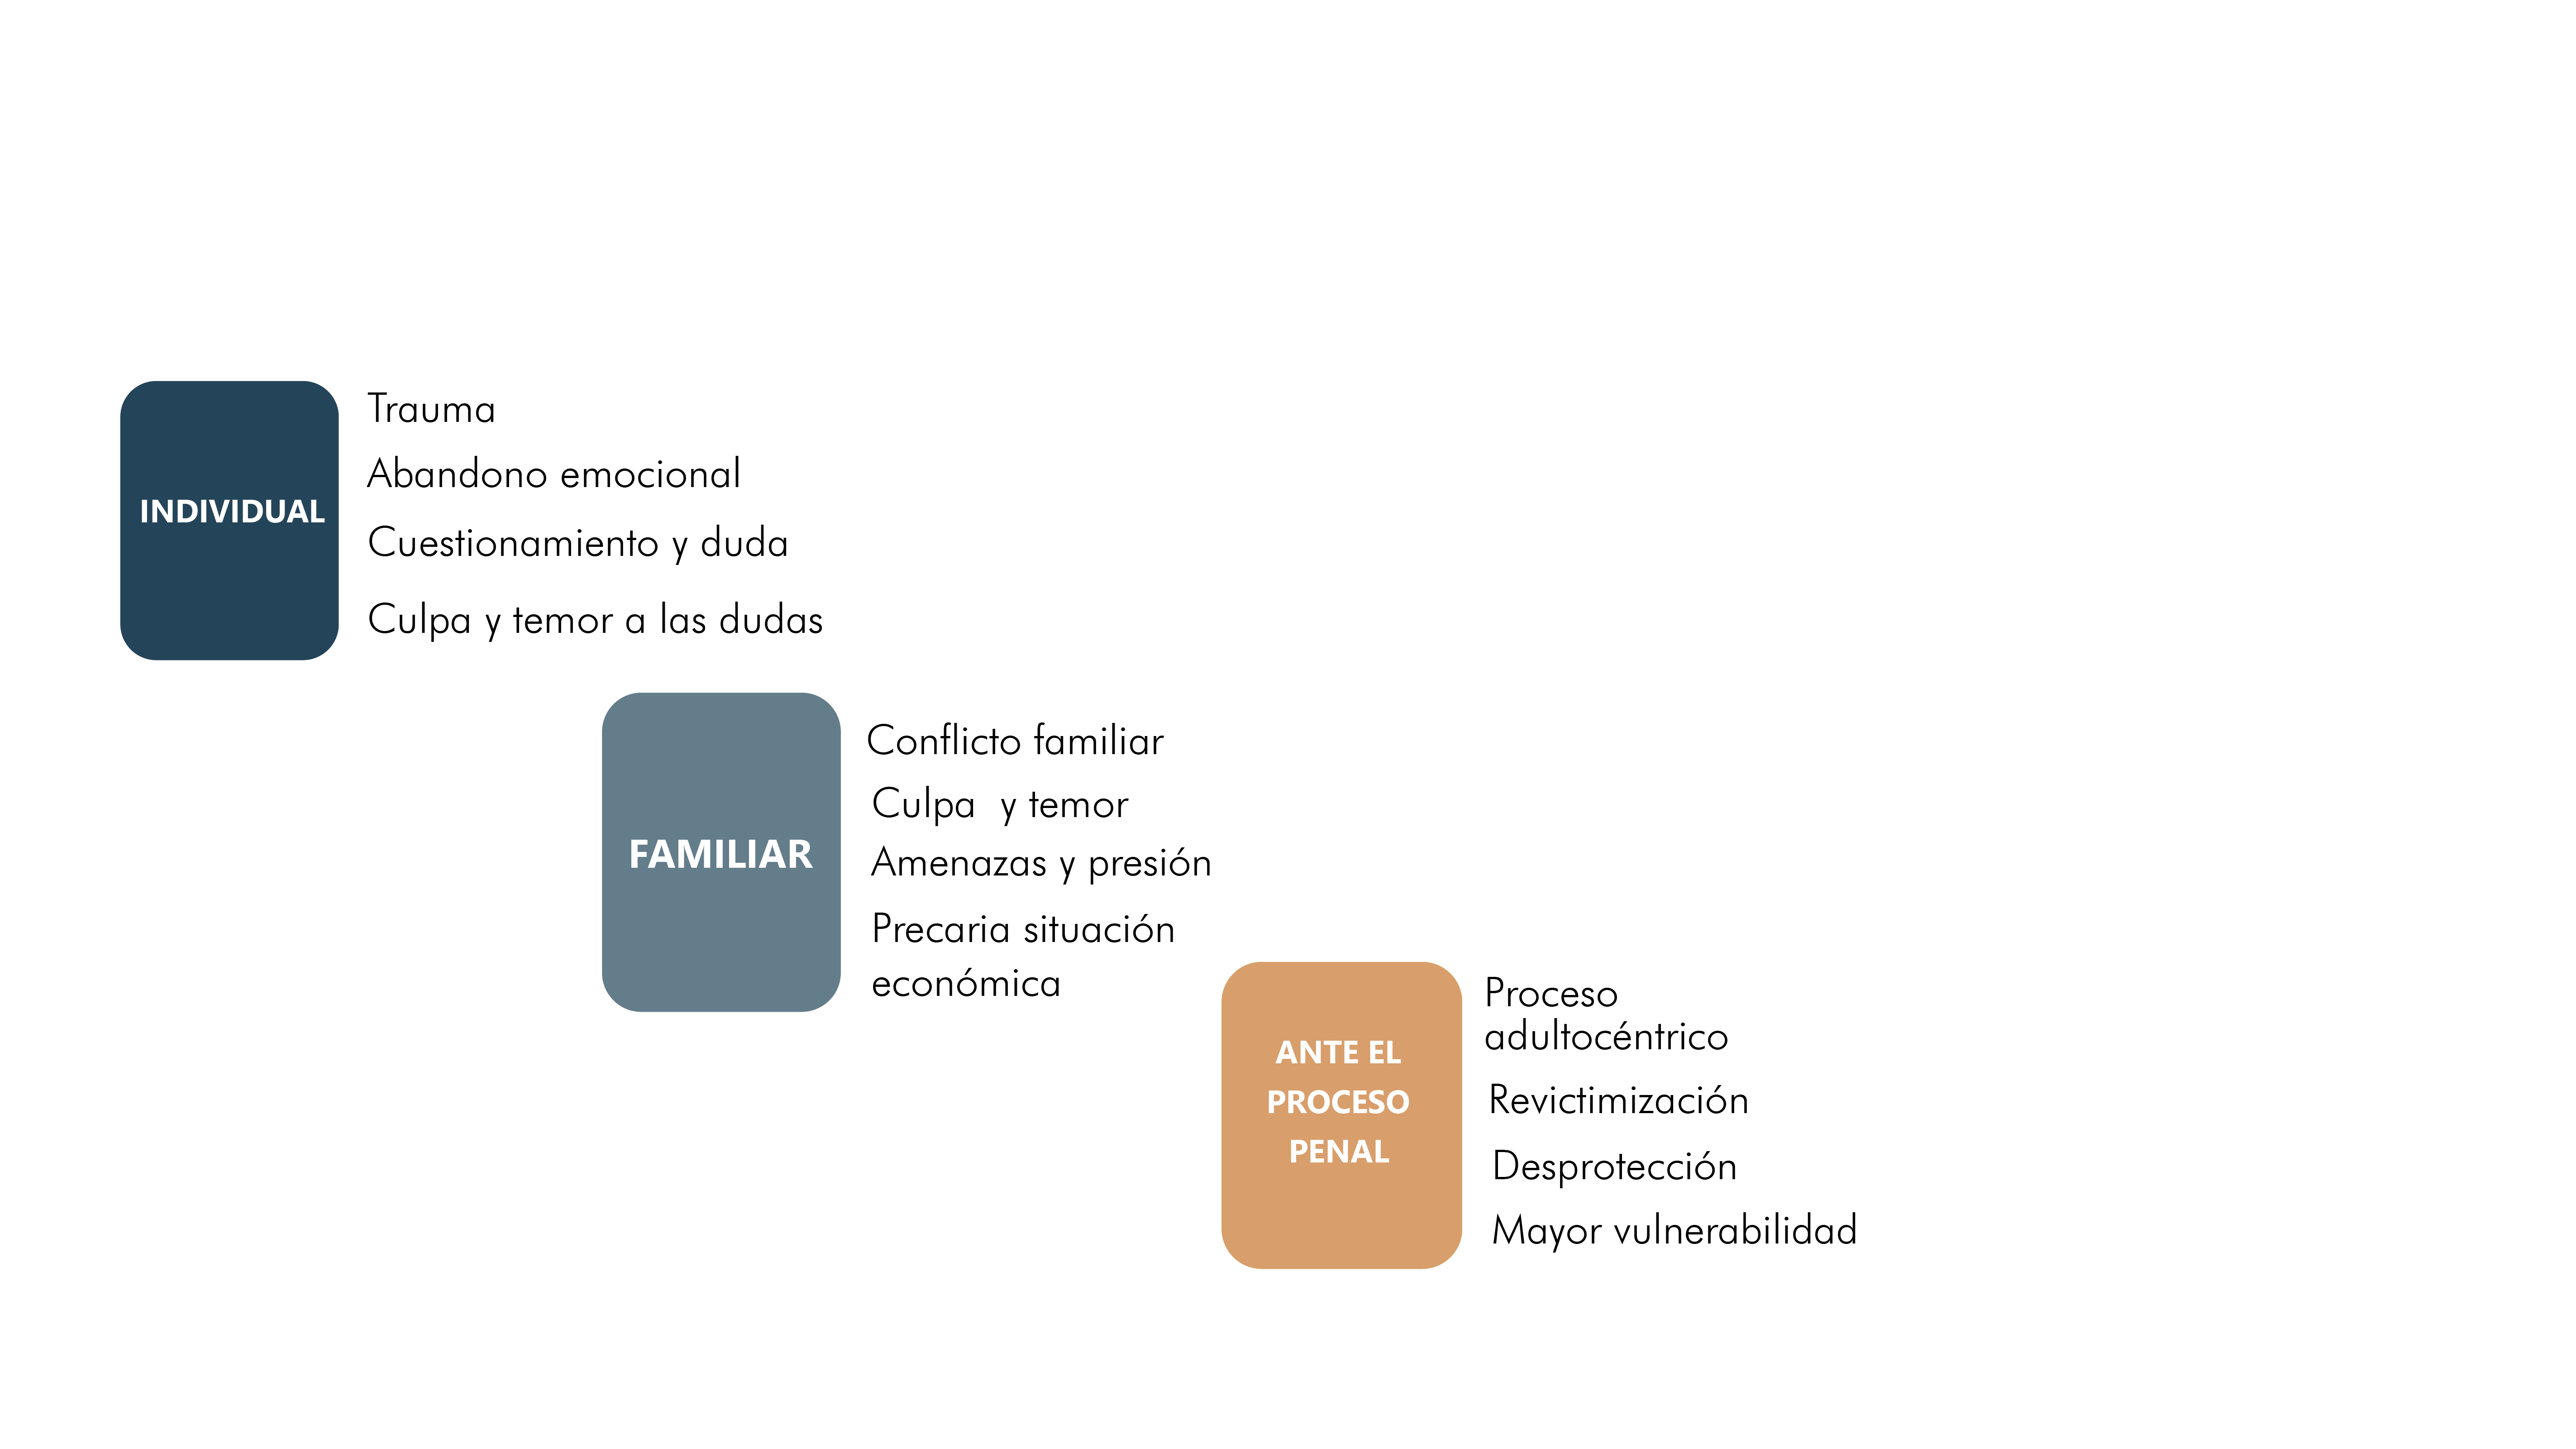 INDIVIDUAL
Trauma
Abandono emocional
Cuestionamiento y duda
Culpa y temor a las dudas
FAMILIAR
Conflicto familiar
Culpa  y temor
Amenazas y presión
Precaria situación
económica
ANTE EL
PROCESO
PENAL
Proceso
adultocéntrico
Revictimización
Desprotección
Mayor vulnerabilidad